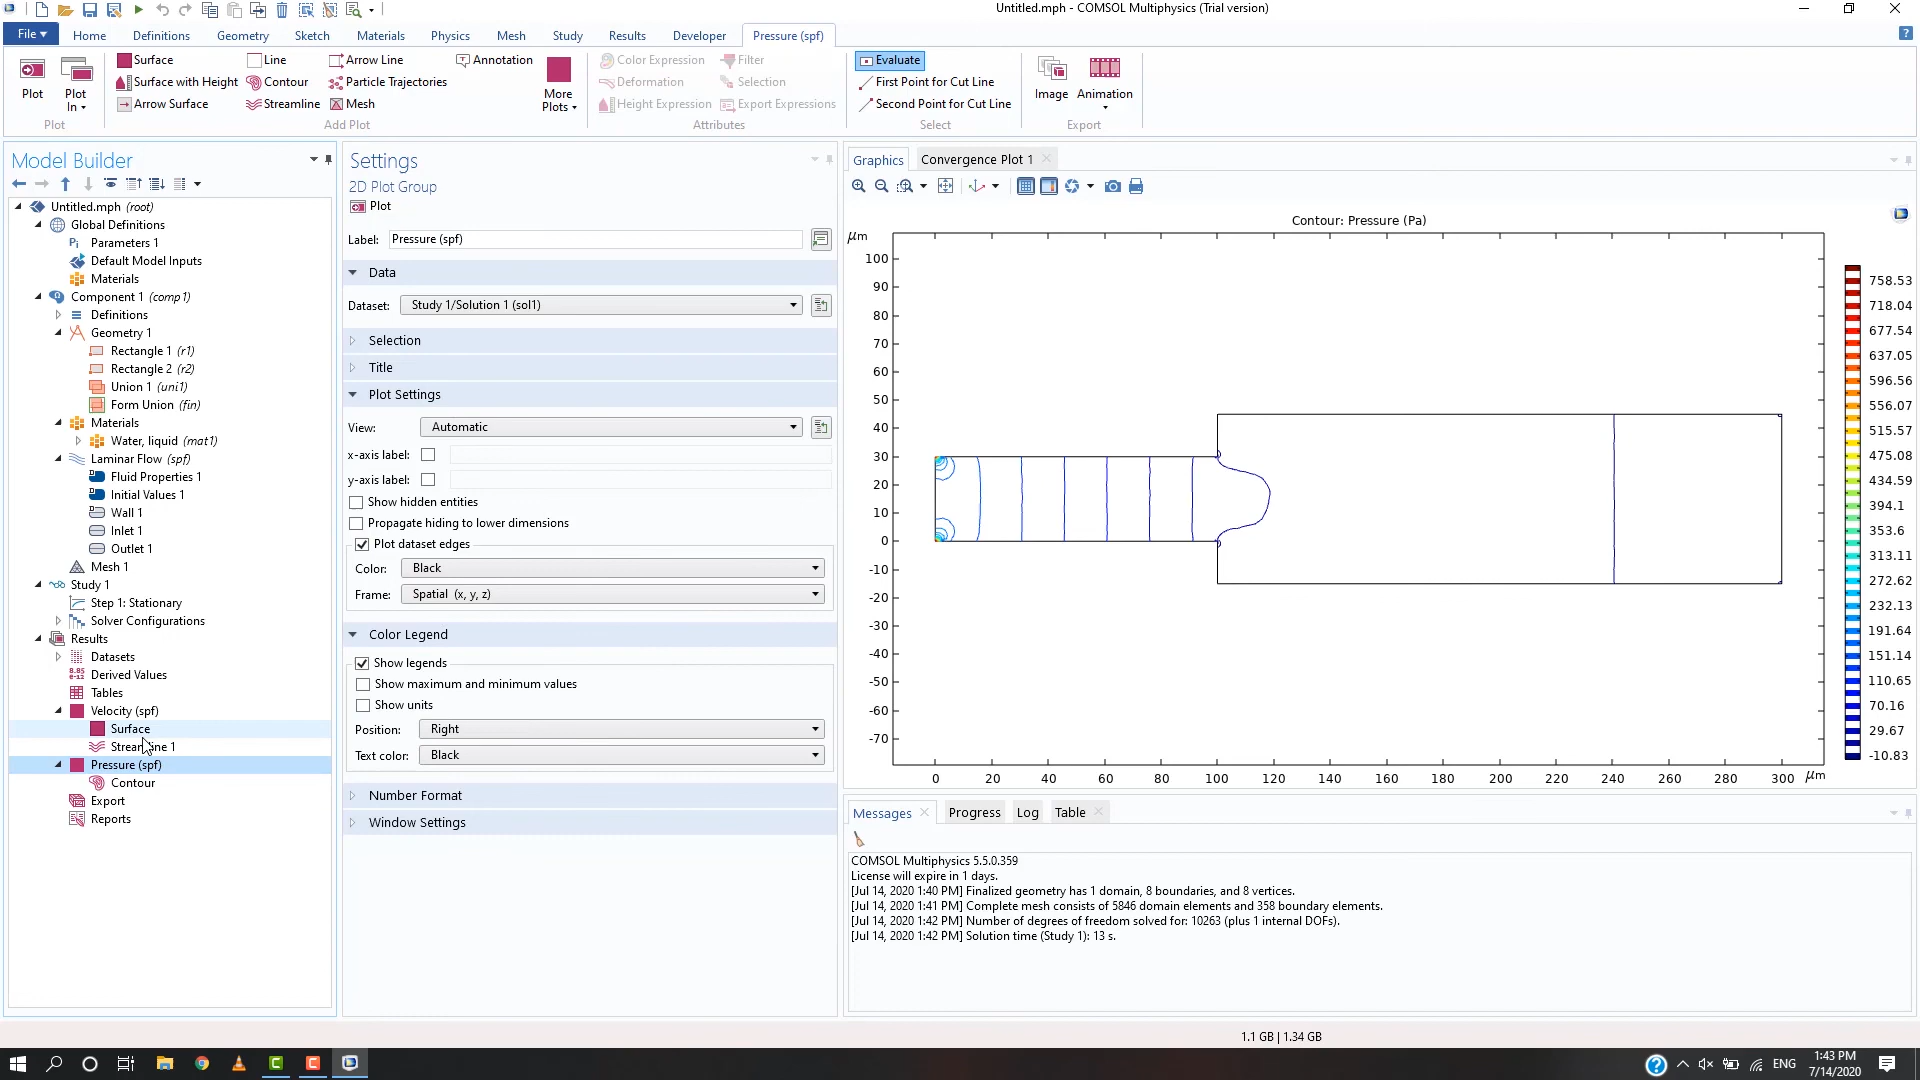 Untitled.mph - COMSOL Multiphysics (Trial version)
File Home Definitions Geometry Sketch Materials Physics Mesh Study Results Developer Pressure (spf)
Plot
Plot In
Plot
Surface
Surface with Height
Arrow Surface
Line
Contour
Streamline
Arrow Line
Particle Trajectories
Mesh
Annotation
More Plots
Add Plot
Color Expression
Deformation
Height Expression
Filter
Selection
Export Expressions
Attributes
Evaluate
First Point for Cut Line
Second Point for Cut Line
Select
Image
Animation
Export
Model Builder
Untitled.mph (root)
Global Definitions
Pi Parameters 1
Default Model Inputs
Materials
Component 1 (comp1)
Definitions
Geometry 1
Rectangle 1 (r1)
Rectangle 2 (r2)
Union 1 (uni1)
Form Union (fin)
Materials
Water, liquid (mat1)
Laminar Flow (spf)
Fluid Properties 1
Initial Values 1
Wall 1
Inlet 1
Outlet 1
Mesh 1
Study 1
Step 1: Stationary
Solver Configurations
Results
Datasets
8.85 e-12 Derived Values
Tables
Velocity (spf)
Surface
Streamline 1
Pressure (spf)
Contour
Export
Reports
Settings
2D Plot Group
Plot
Label: Pressure (spf)
Data
Dataset: Study 1/Solution 1 (sol1)
Selection
Title
Plot Settings
View: Automatic
x-axis label:
y-axis label:
Show hidden entities
Propagate hiding to lower dimensions
Plot dataset edges
Color: Black
Frame: Spatial (x, y, z)
Color Legend
Show legends
Show maximum and minimum values
Show units
Position: Right
Text color: Black
Number Format
Window Settings
Graphics Convergence Plot 1
Contour: Pressure (Pa)
μm
100
90
80
70
60
50
40
30
20
10
0
-10
-20
-30
-40
-50
-60
-70
0 20 40 60 80 100 120 140 160 180 200 220 240 260 280 300 μm
758.53
718.04
677.54
637.05
596.56
556.07
515.57
475.08
434.59
394.1
353.6
313.11
272.62
232.13
191.64
151.14
110.65
70.16
29.67
-10.83
Messages Progress Log Table
COMSOL Multiphysics 5.5.0.359
License will expire in 1 days.
[Jul 14, 2020 1:40 PM] Finalized geometry has 1 domain, 8 boundaries, and 8 vertices.
[Jul 14, 2020 1:41 PM] Complete mesh consists of 5846 domain elements and 358 boundary elements.
[Jul 14, 2020 1:42 PM] Number of degrees of freedom solved for: 10263 (plus 1 internal DOFs).
[Jul 14, 2020 1:42 PM] Solution time (Study 1): 13 s.
1.1 GB | 1.34 GB
ENG
1:43 PM
7/14/2020